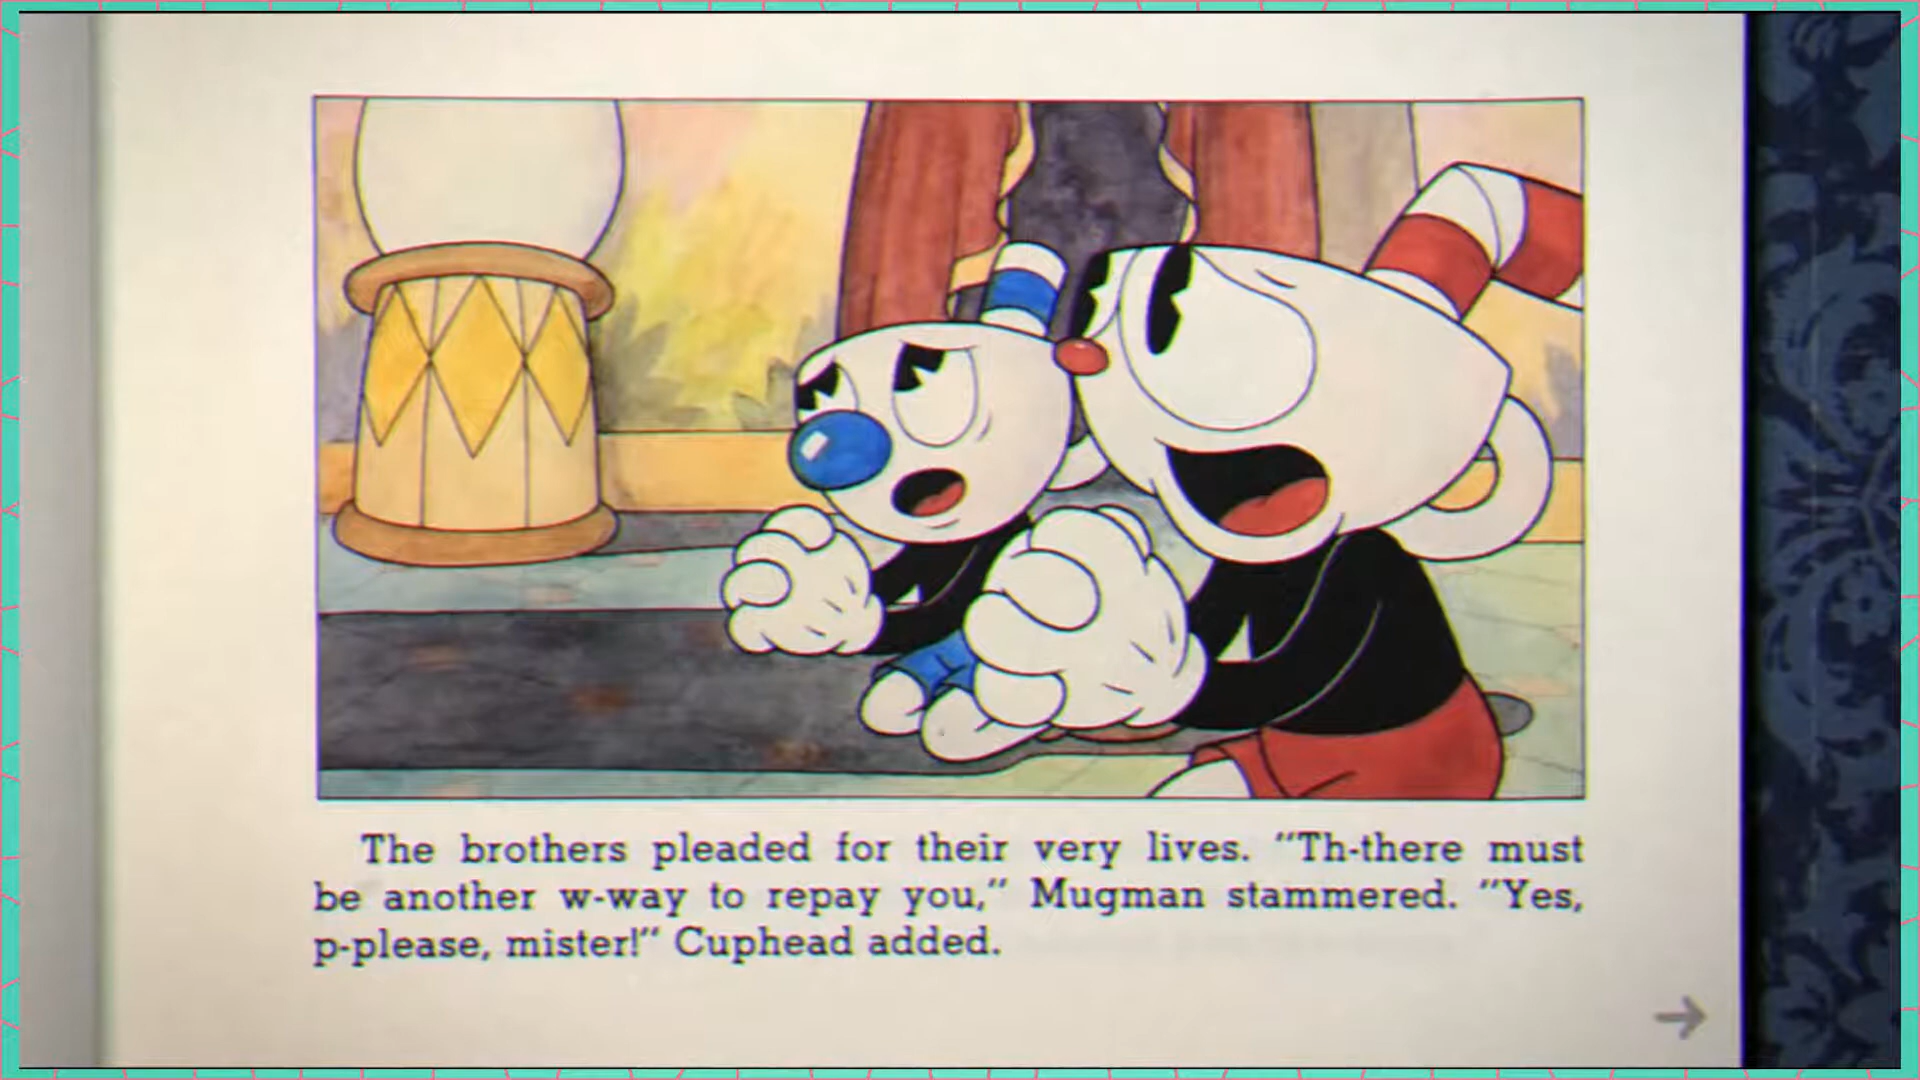 The brothers pleaded for their very lives. “Th-there must
be another w-way to repay you,” Mugman stammered. “Yes,
p-please, mister!” Cuphead added.